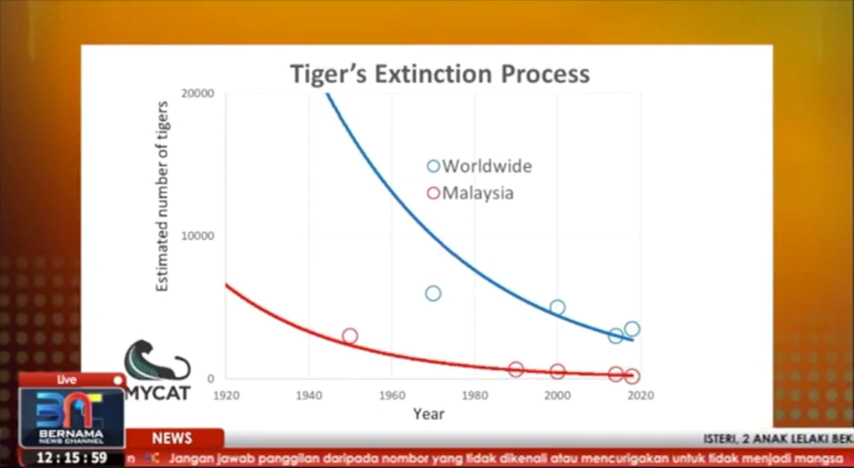 Tiger's Extinction Process
20000
10000
0
Estimated number of tigers
Worldwide
Malaysia
1920 1940 1960 1980 2000 2020
Year
MYCAT
Live
BERNAMA
NEWS CHANNEL
NEWS
ISTERI, 2 ANAK LELAKI BEK
12:15:59
Jangan jawab panggilan daripada nombor yang tidak dikenali atau mencurigakan untuk tidak menjadi mangsa